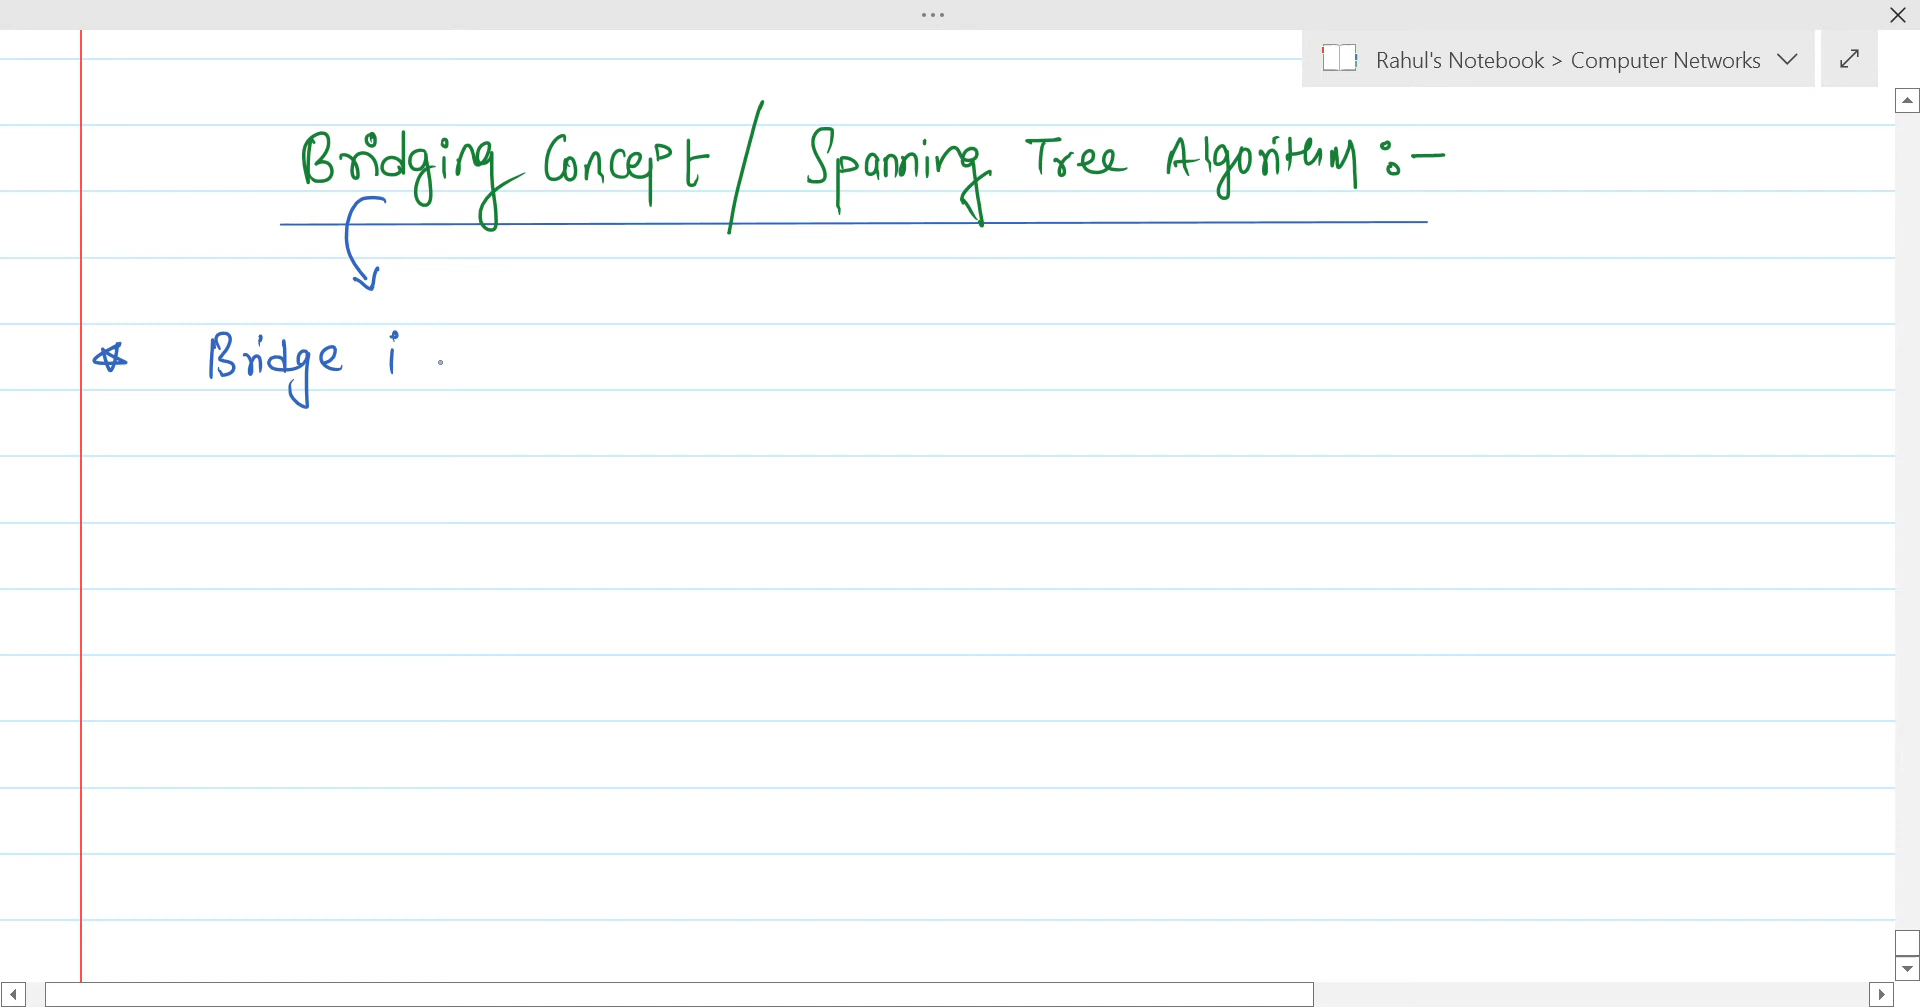 Rahul's Notebook > Computer Networks
Bridging Concept / Spanning Tree Algorithm :-
Bridge i